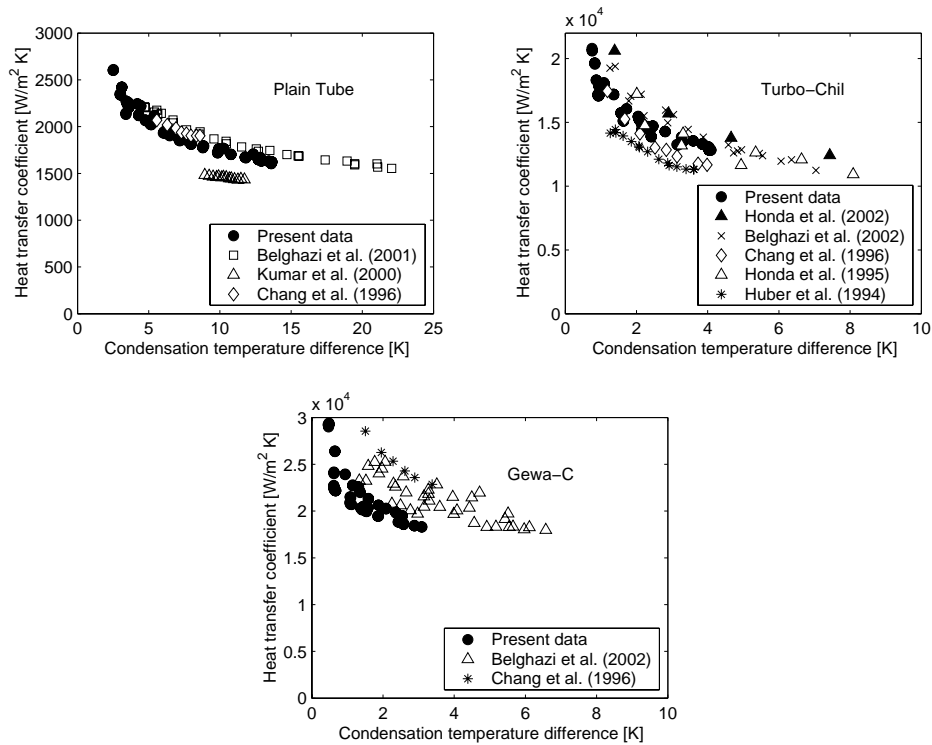 3000
2500
2000
1500
1000
500
0
0 5 10 15 20 25
Heat transfer coefficient [W/m² K]
Condensation temperature difference [K]
Plain Tube
Present data
Belghazi et al. (2001)
Kumar et al. (2000)
Chang et al. (1996)
x 10⁴
2
1.5
1
0.5
0
0 2 4 6 8 10
Heat transfer coefficient [W/m² K]
Condensation temperature difference [K]
Turbo−Chil
Present data
Honda et al. (2002)
Belghazi et al. (2002)
Chang et al. (1996)
Honda et al. (1995)
Huber et al. (1994)
x 10⁴
3
2.5
2
1.5
1
0.5
0
0 2 4 6 8 10
Heat transfer coefficient [W/m² K]
Condensation temperature difference [K]
Gewa−C
Present data
Belghazi et al. (2002)
Chang et al. (1996)